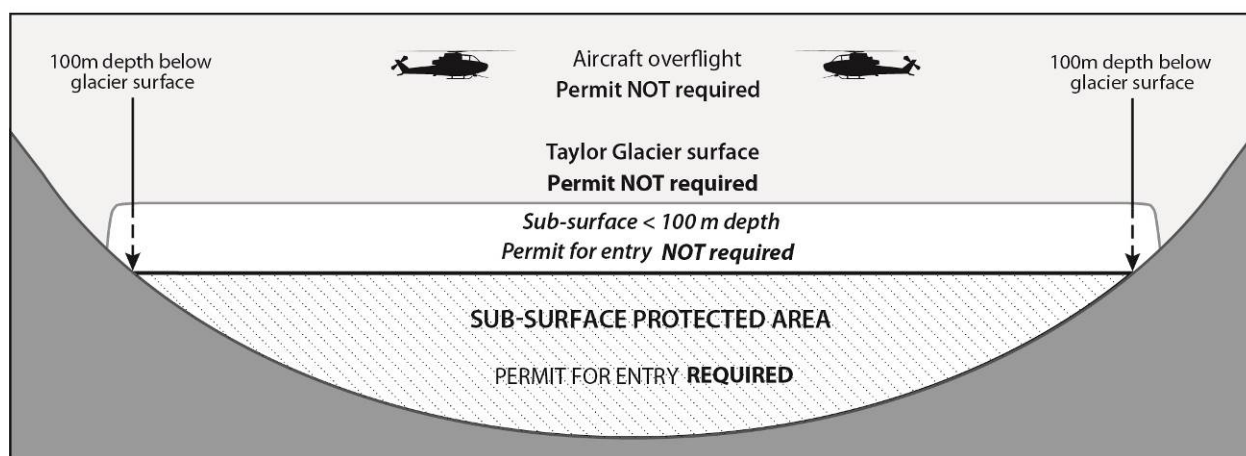 100m depth below
glacier surface
Aircraft overflight
Permit NOT required
100m depth below
glacier surface
Taylor Glacier surface
Permit NOT required
Sub-surface < 100 m depth
Permit for entry NOT required
SUB-SURFACE PROTECTED AREA
PERMIT FOR ENTRY REQUIRED